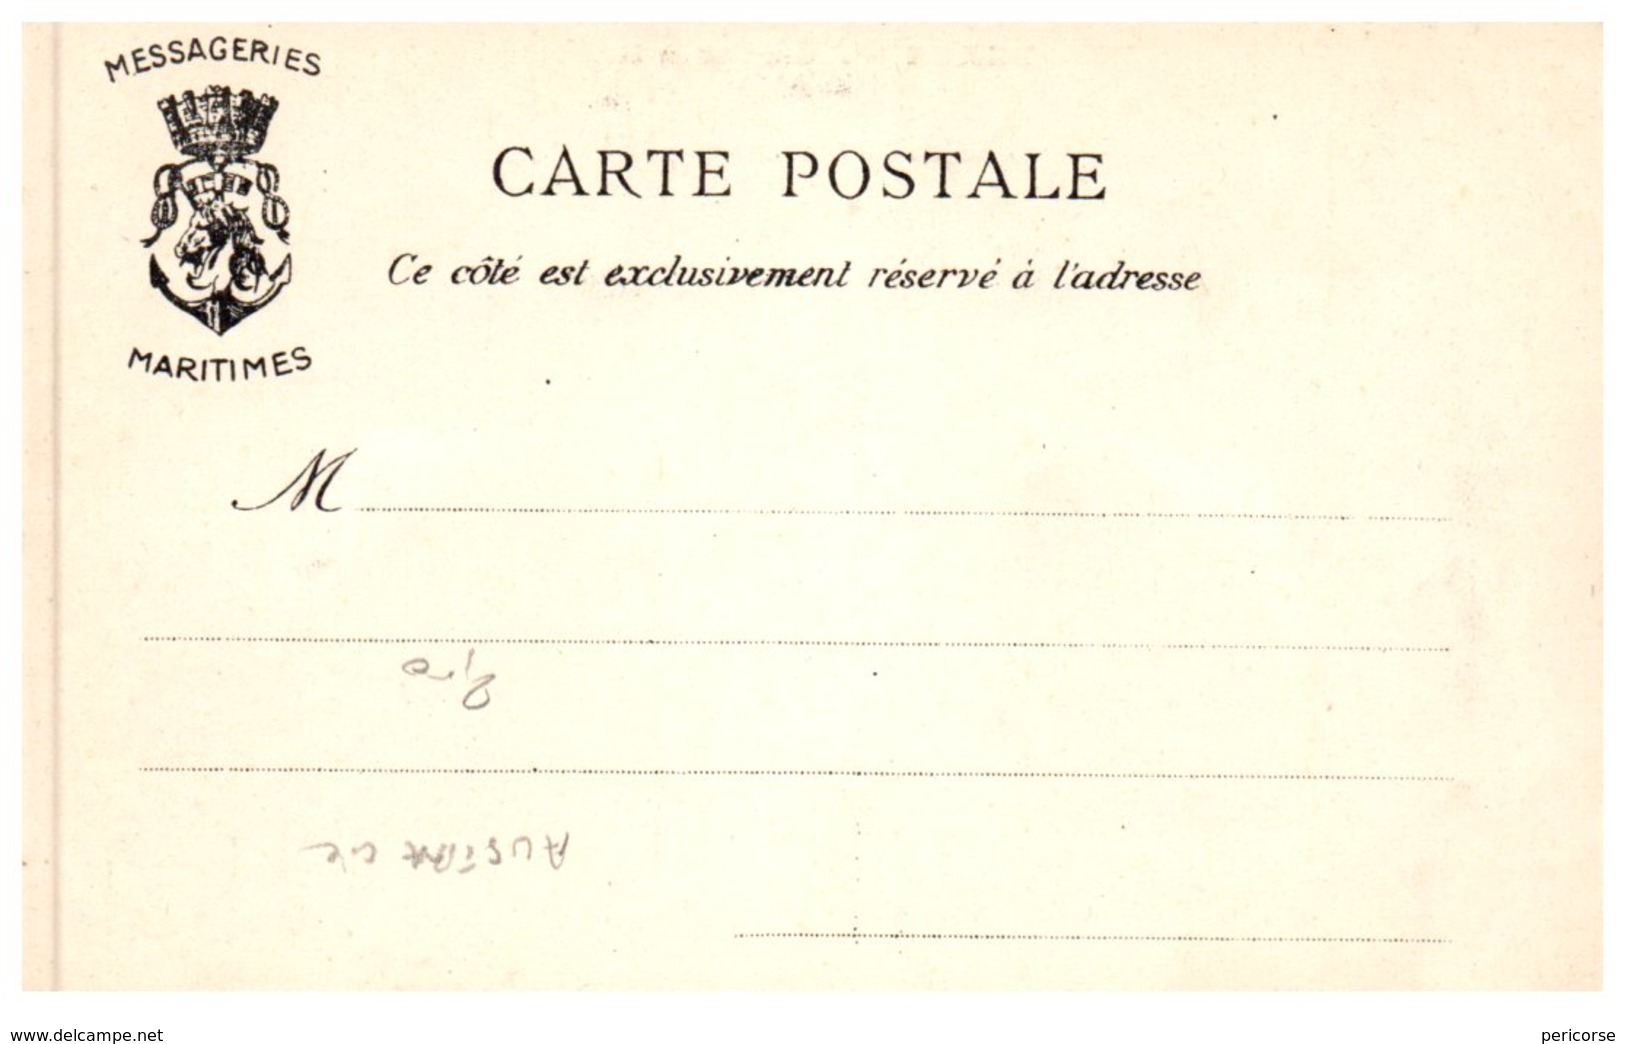 MESSAGERIES
MARITIMES
CARTE POSTALE
Ce côté est exclusivement réservé à l'adresse
M
www.delcampe.net
pericorse